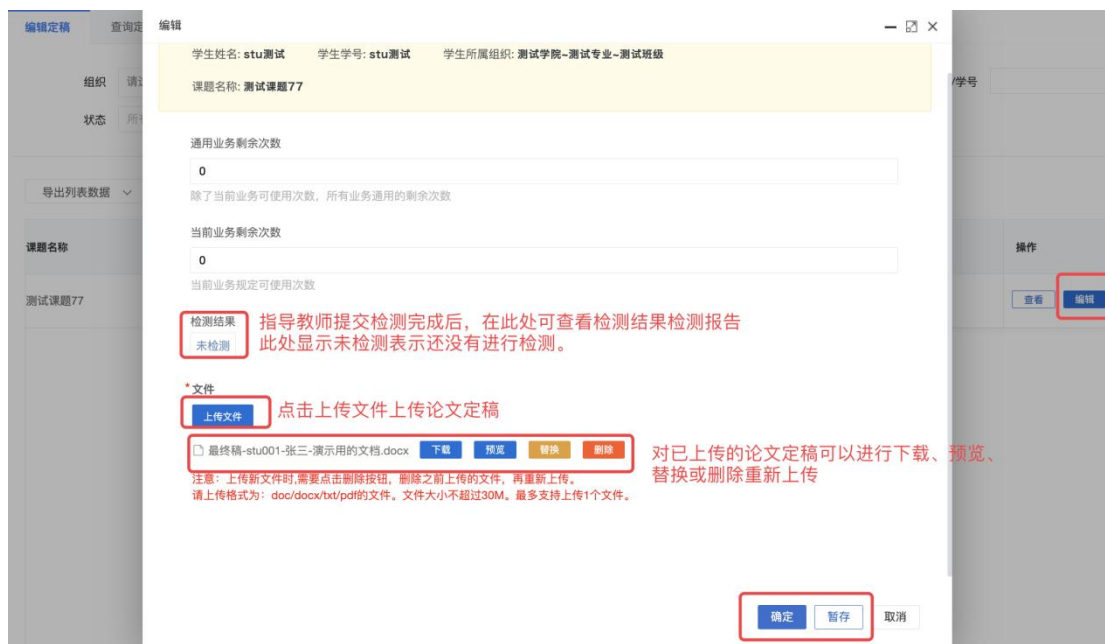 编辑定稿
查询定
编辑
学生姓名: stu测试 学生学号: stu测试 学生所属组织: 测试学院~测试专业~测试班级
组织
/学号
课题名称: 测试课题77
状态
通用业务剩余次数
0
导出列表数据
除了当前业务可使用次数，所有业务通用的剩余次数
当前业务剩余次数
课题名称
操作
0
当前业务规定可使用次数
测试课题77
查看
编辑
检测结果
未检测
指导教师提交检测完成后，在此处可查看检测结果检测报告
此处显示未检测表示还没有进行检测。
*文件
上传文件
点击上传文件上传论文定稿
最终稿-stu001-张三-演示用的文档.docx 下载 预览 替换 删除
对已上传的论文定稿可以进行下载、预览、
替换或删除重新上传
注意：上传新文件时,需要点击删除按钮，删除之前上传的文件，再重新上传。
请上传格式为：doc/docx/txt/pdf的文件。文件大小不超过30M。最多支持上传1个文件。
确定 暂存 取消